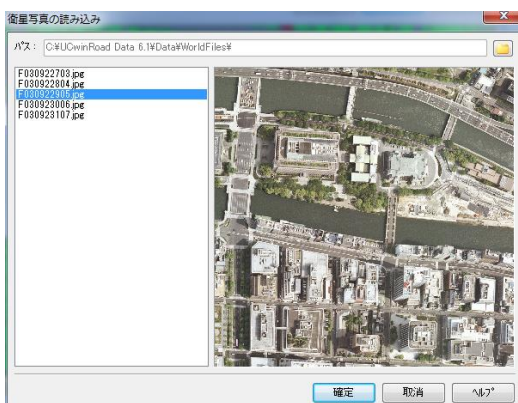 衛星写真の読み込み
パス： C:¥UCwinRoad Data 6.1¥Data¥WorldFiles¥
F030922703.jpg
F030922804.jpg
F030922905.jpg
F030923006.jpg
F030923107.jpg
確定 取消 ヘルプ